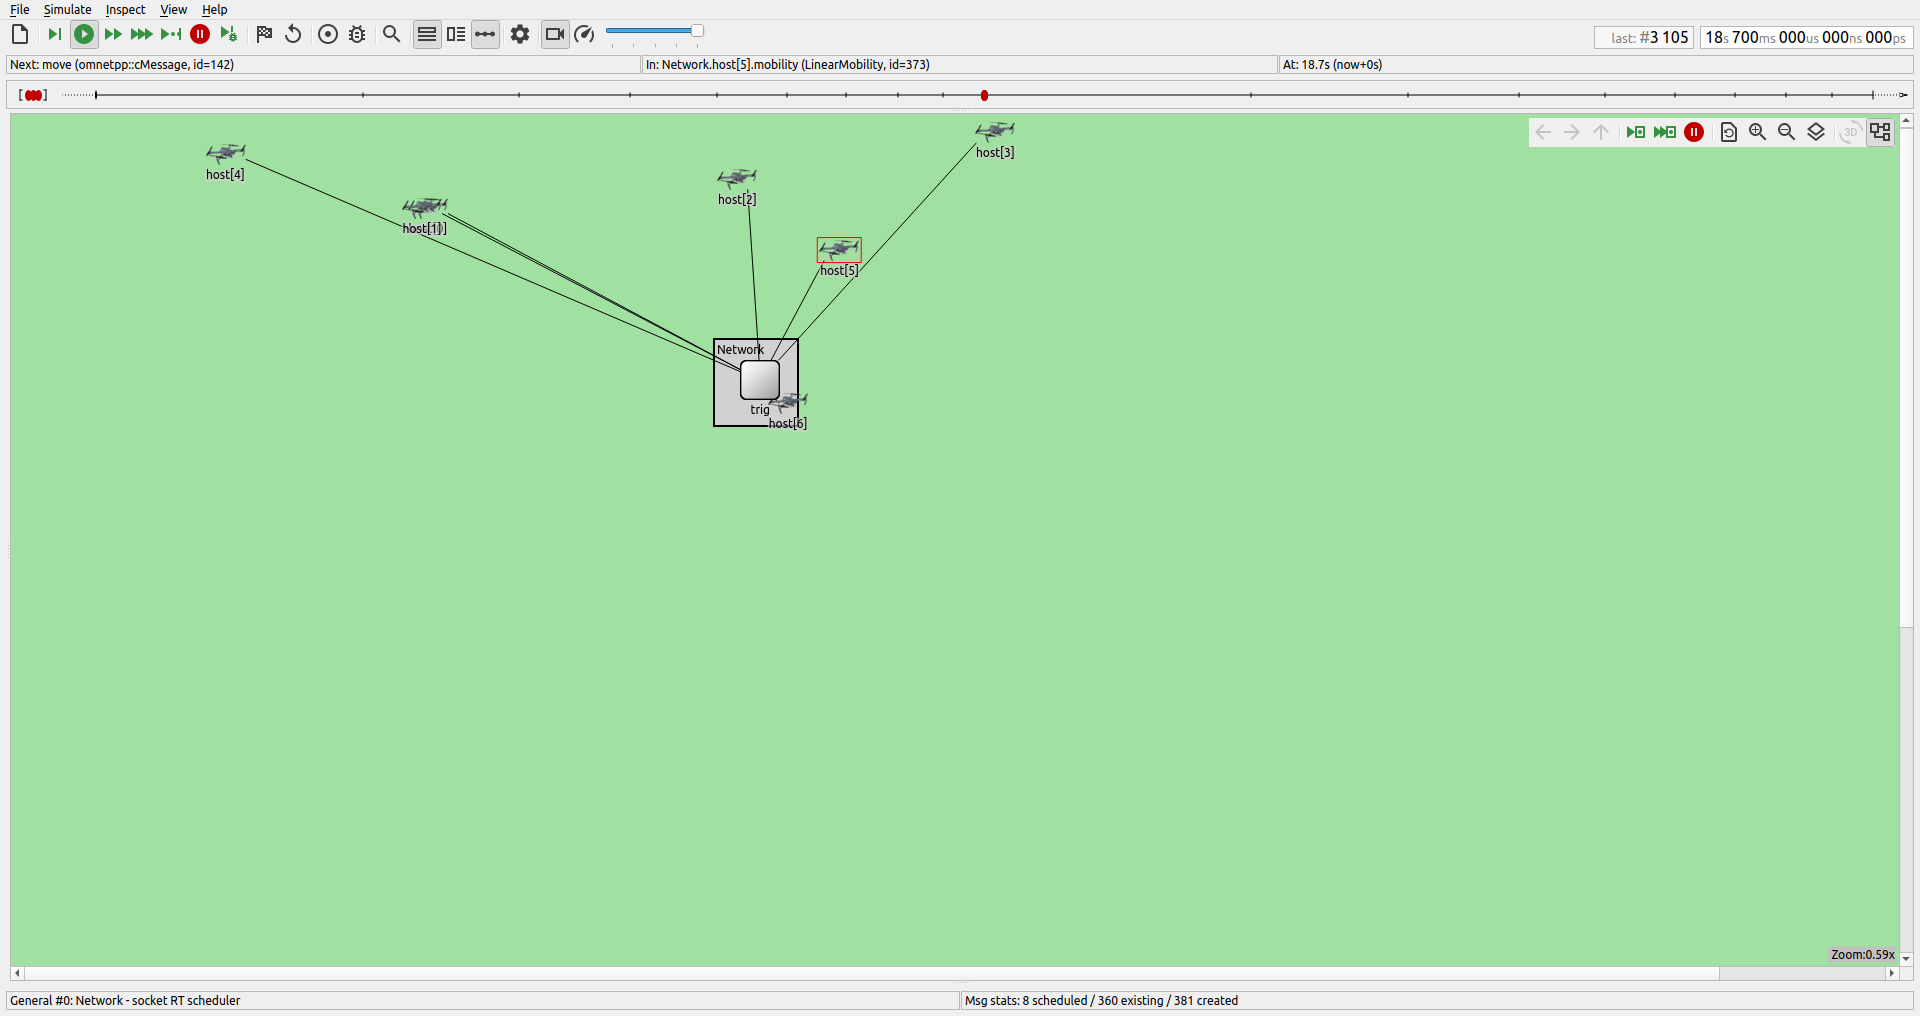 File Simulate Inspect View Help
last: #3 105 18s 700ms 000us 000ns 000ps
Next: move (omnetpp::cMessage, id=142) In: Network.host[5].mobility (LinearMobility, id=373) At: 18.7s (now+0s)
3D
host[3]
host[4]
host[2]
host[1]
host[5]
Network
trig
host[6]
Zoom:0.59x
General #0: Network - socket RT scheduler Msg stats: 8 scheduled / 360 existing / 381 created